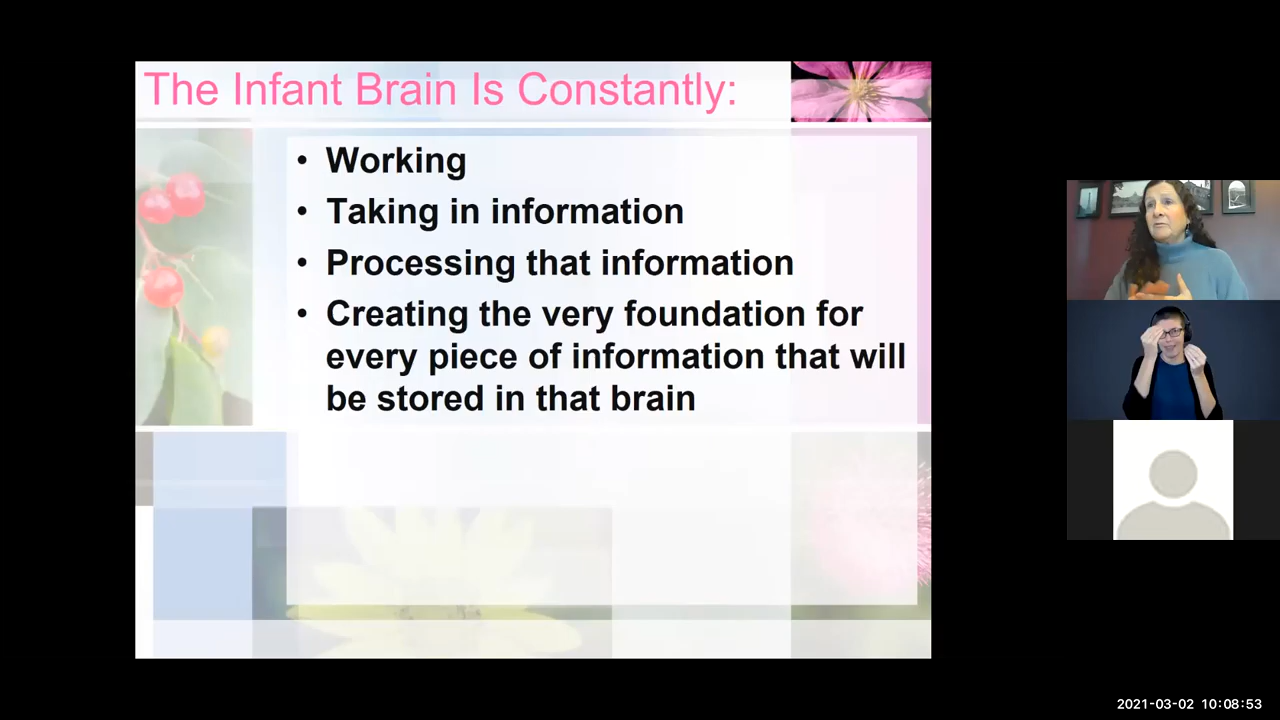 The Infant Brain Is Constantly:
• Working
• Taking in information
• Processing that information
• Creating the very foundation for
every piece of information that will
be stored in that brain
2021-03-02 10:08:53